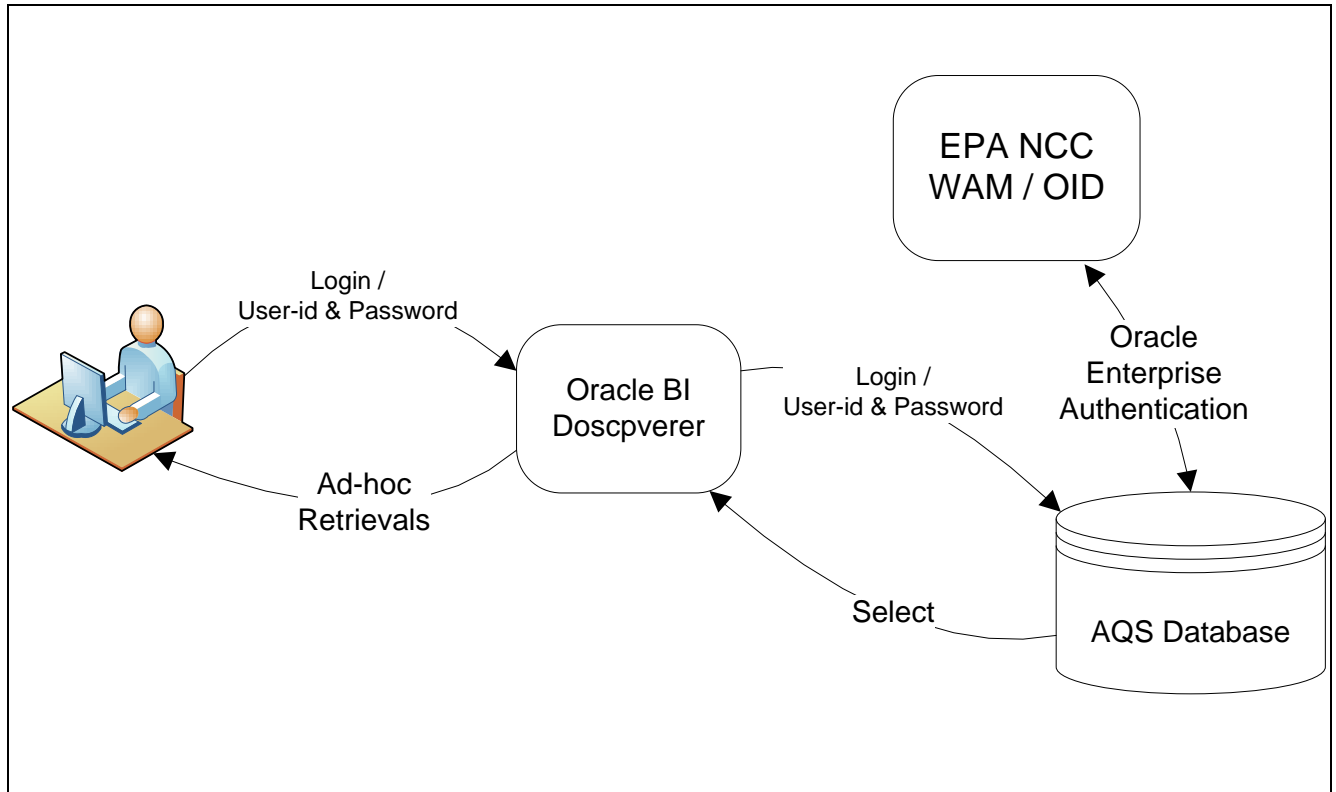 EPA NCC
WAM / OID
Login /
User-id & Password
Oracle BI
Doscpverer
Login /
User-id & Password
Oracle
Enterprise
Authentication
Ad-hoc
Retrievals
Select
AQS Database